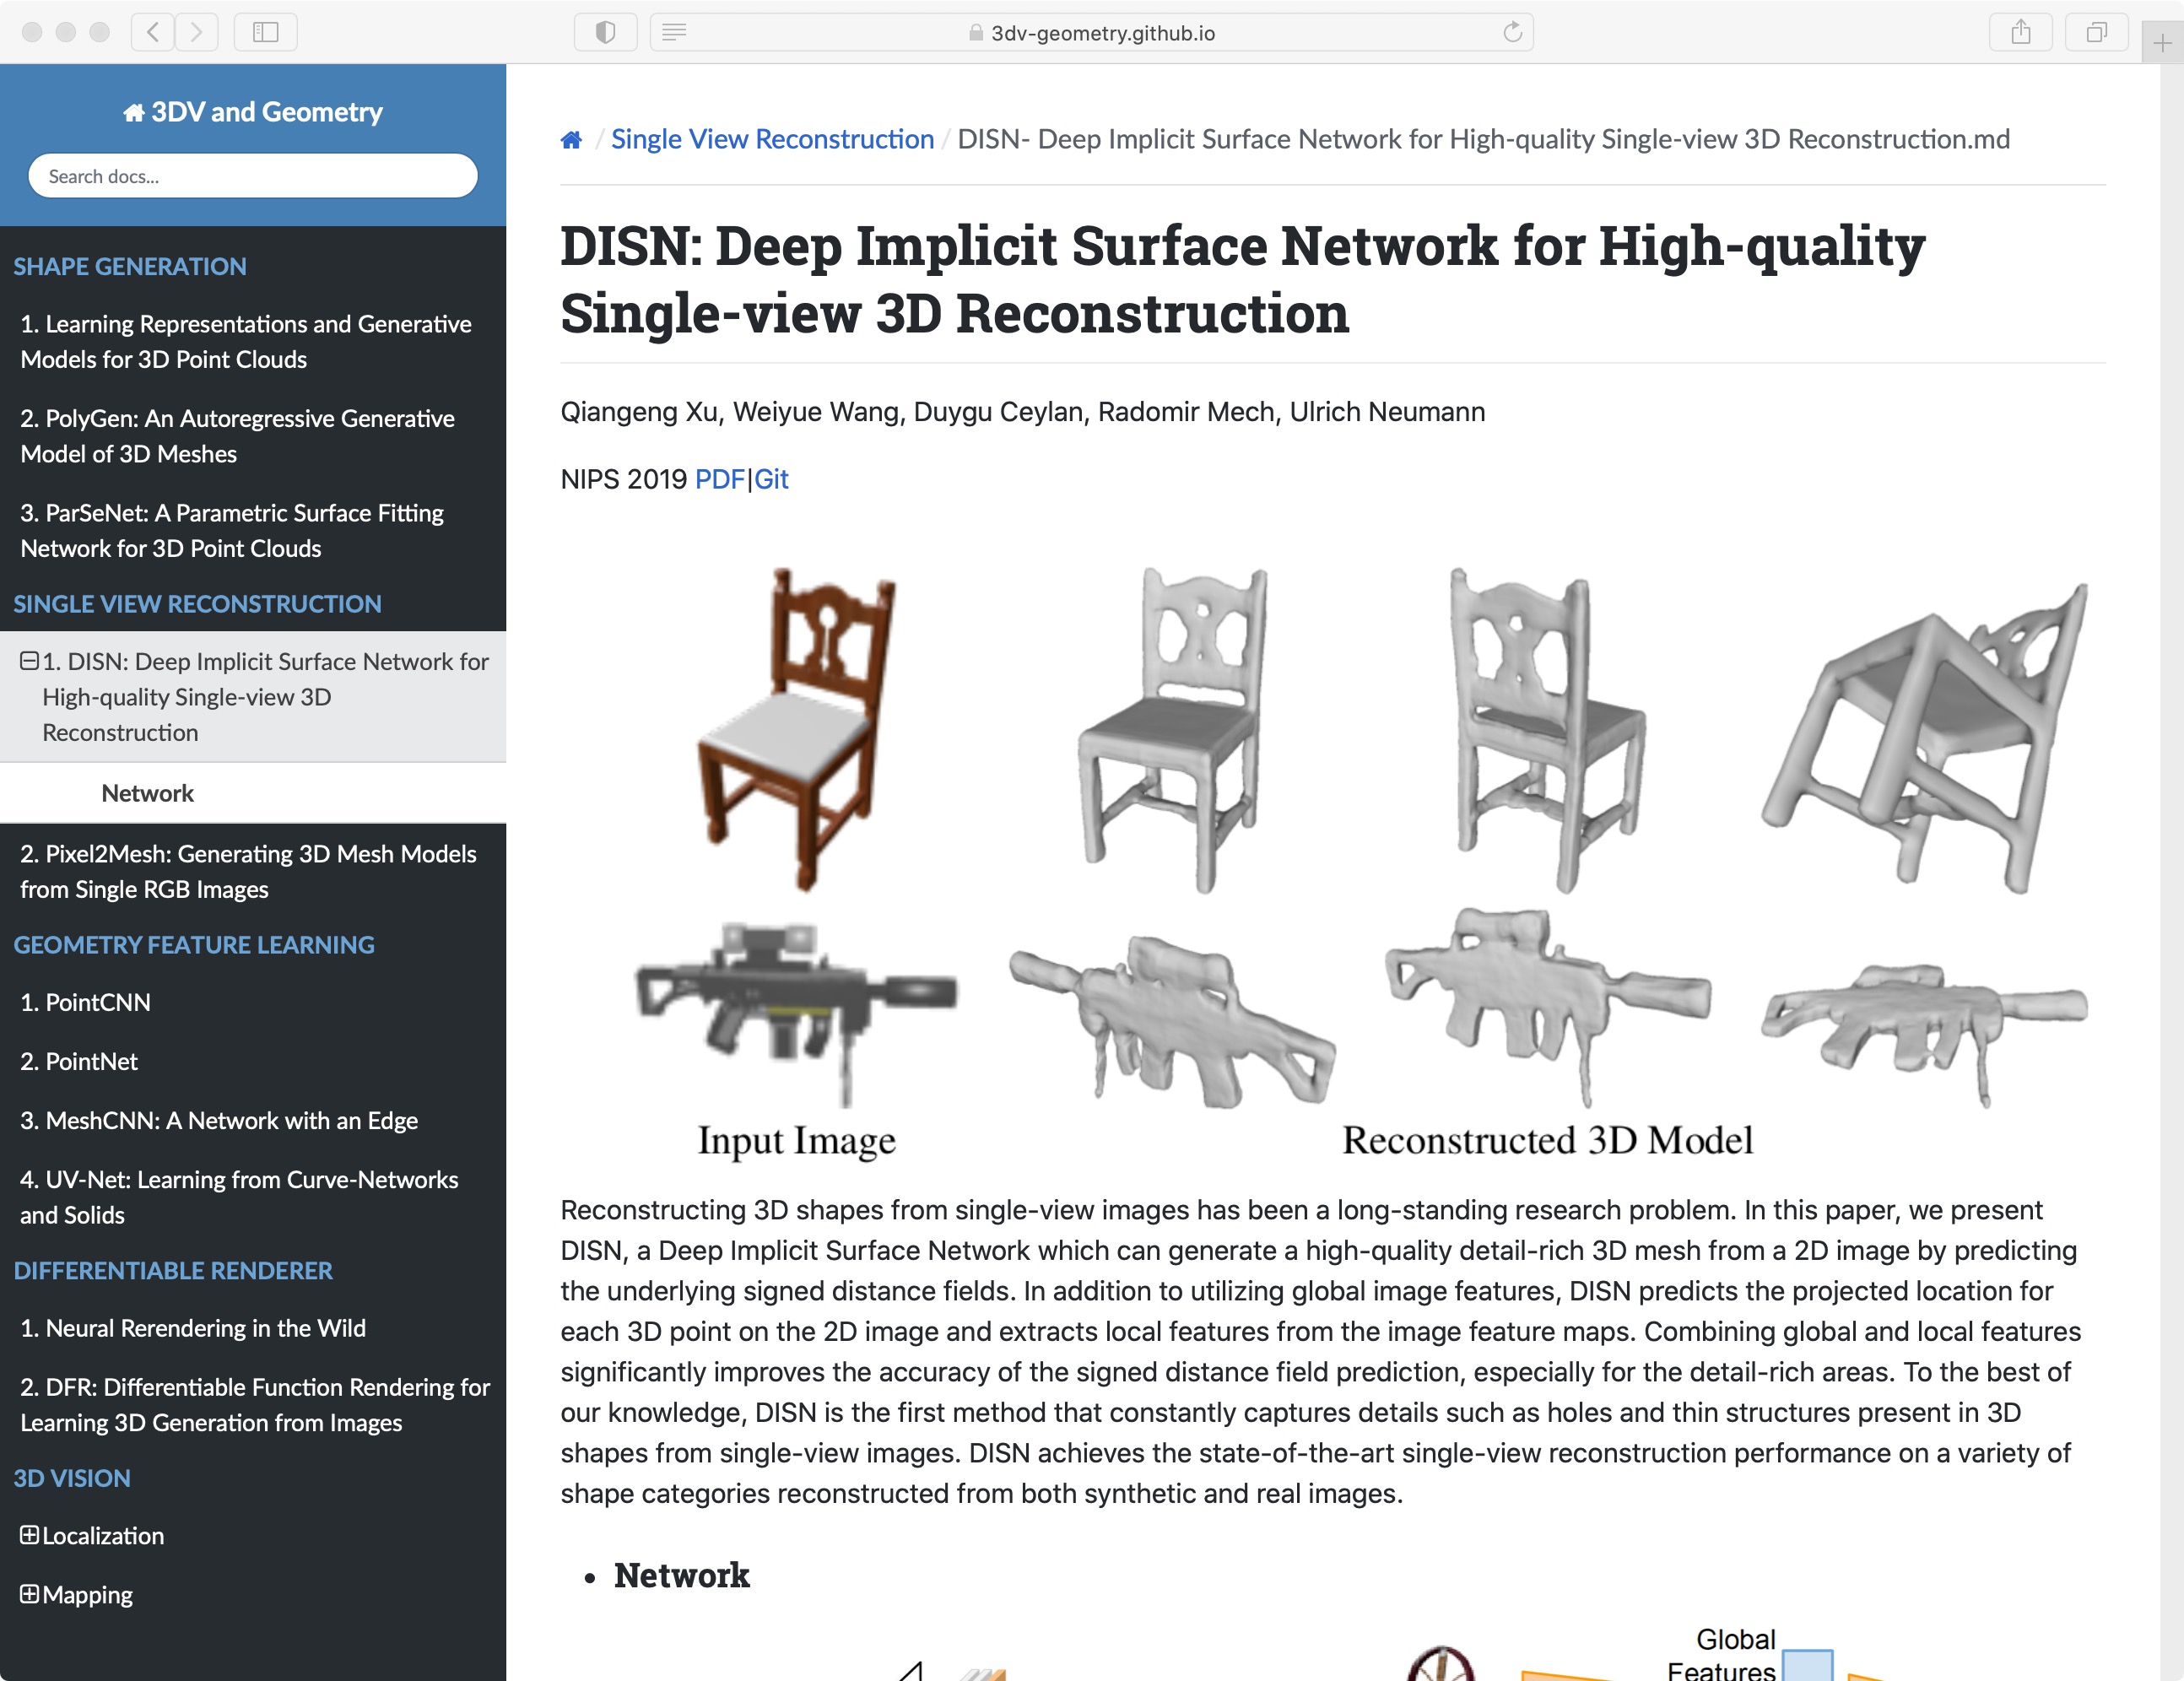 3dv-geometry.github.io
3DV and Geometry
Search docs...
SHAPE GENERATION
1. Learning Representations and Generative
Models for 3D Point Clouds
2. PolyGen: An Autoregressive Generative
Model of 3D Meshes
3. ParSeNet: A Parametric Surface Fitting
Network for 3D Point Clouds
SINGLE VIEW RECONSTRUCTION
1. DISN: Deep Implicit Surface Network for
High-quality Single-view 3D
Reconstruction
Network
2. Pixel2Mesh: Generating 3D Mesh Models
from Single RGB Images
GEOMETRY FEATURE LEARNING
1. PointCNN
2. PointNet
3. MeshCNN: A Network with an Edge
4. UV-Net: Learning from Curve-Networks
and Solids
DIFFERENTIABLE RENDERER
1. Neural Rerendering in the Wild
2. DFR: Differentiable Function Rendering for
Learning 3D Generation from Images
3D VISION
Localization
Mapping
/ Single View Reconstruction / DISN- Deep Implicit Surface Network for High-quality Single-view 3D Reconstruction.md
DISN: Deep Implicit Surface Network for High-quality
Single-view 3D Reconstruction
Qiangeng Xu, Weiyue Wang, Duygu Ceylan, Radomir Mech, Ulrich Neumann
NIPS 2019 PDF|Git
Input Image
Reconstructed 3D Model
Reconstructing 3D shapes from single-view images has been a long-standing research problem. In this paper, we present
DISN, a Deep Implicit Surface Network which can generate a high-quality detail-rich 3D mesh from a 2D image by predicting
the underlying signed distance fields. In addition to utilizing global image features, DISN predicts the projected location for
each 3D point on the 2D image and extracts local features from the image feature maps. Combining global and local features
significantly improves the accuracy of the signed distance field prediction, especially for the detail-rich areas. To the best of
our knowledge, DISN is the first method that constantly captures details such as holes and thin structures present in 3D
shapes from single-view images. DISN achieves the state-of-the-art single-view reconstruction performance on a variety of
shape categories reconstructed from both synthetic and real images.
• Network
Global
Features